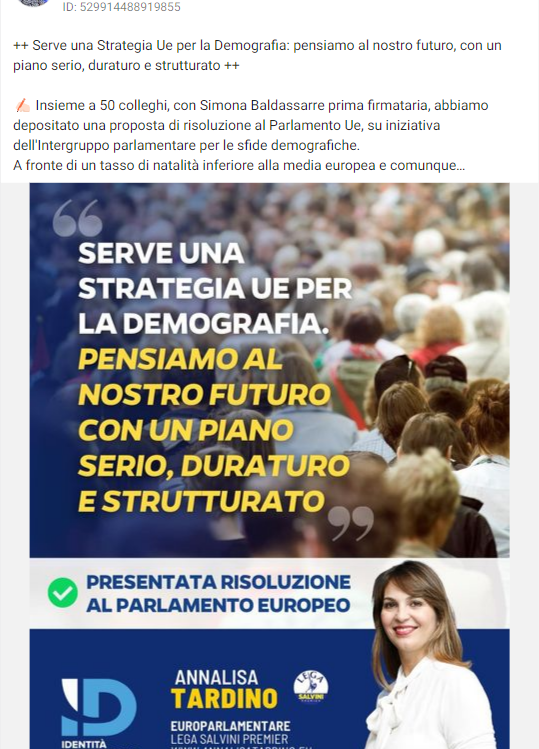 ID: 529914488919855
++ Serve una Strategia Ue per la Demografia: pensiamo al nostro futuro, con un
piano serio, duraturo e strutturato ++
✍🏻 Insieme a 50 colleghi, con Simona Baldassarre prima firmataria, abbiamo
depositato una proposta di risoluzione al Parlamento Ue, su iniziativa
dell'Intergruppo parlamentare per le sfide demografiche.
A fronte di un tasso di natalità inferiore alla media europea e comunque...
“
SERVE UNA
STRATEGIA UE PER
LA DEMOGRAFIA.
PENSIAMO AL
NOSTRO FUTURO
CON UN PIANO
SERIO, DURATURO
E STRUTTURATO
”
PRESENTATA RISOLUZIONE
AL PARLAMENTO EUROPEO
ID
IDENTITÀ
ANNALISA
TARDINO
LEGA
SALVINI
EUROPARLAMENTARE
LEGA SALVINI PREMIER
WWW.ANNALISATARDINO.EU